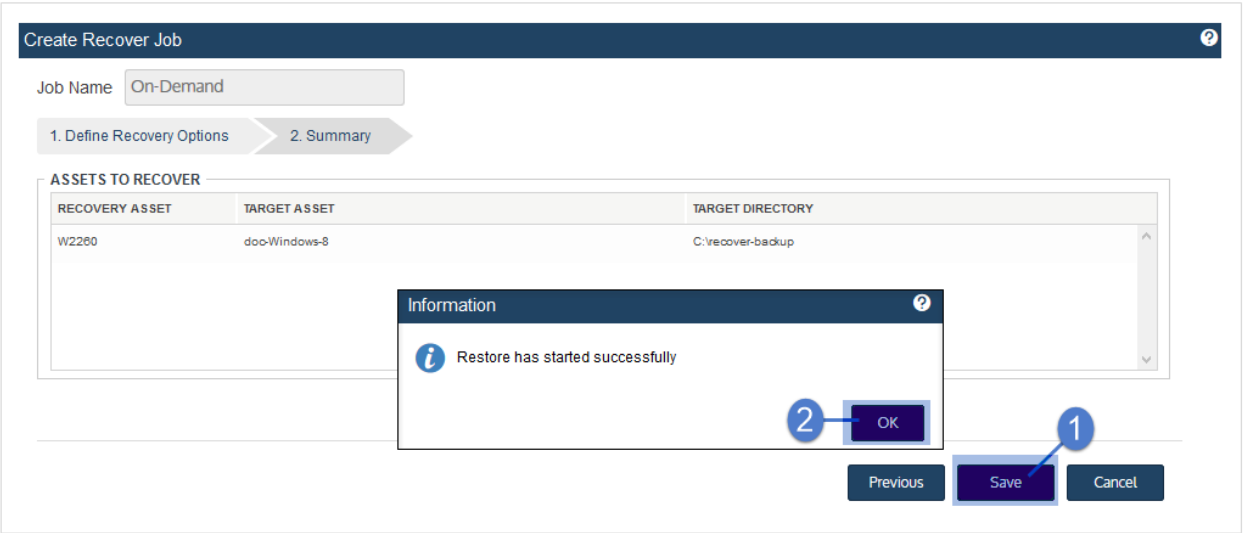 Create Recover Job
Job Name On-Demand
1. Define Recovery Options 2. Summary
ASSETS TO RECOVER
RECOVERY ASSET TARGET ASSET TARGET DIRECTORY
W2260 doc-Windows-8 C:\recover-backup
Information
Restore has started successfully
2 OK
1
Previous Save Cancel